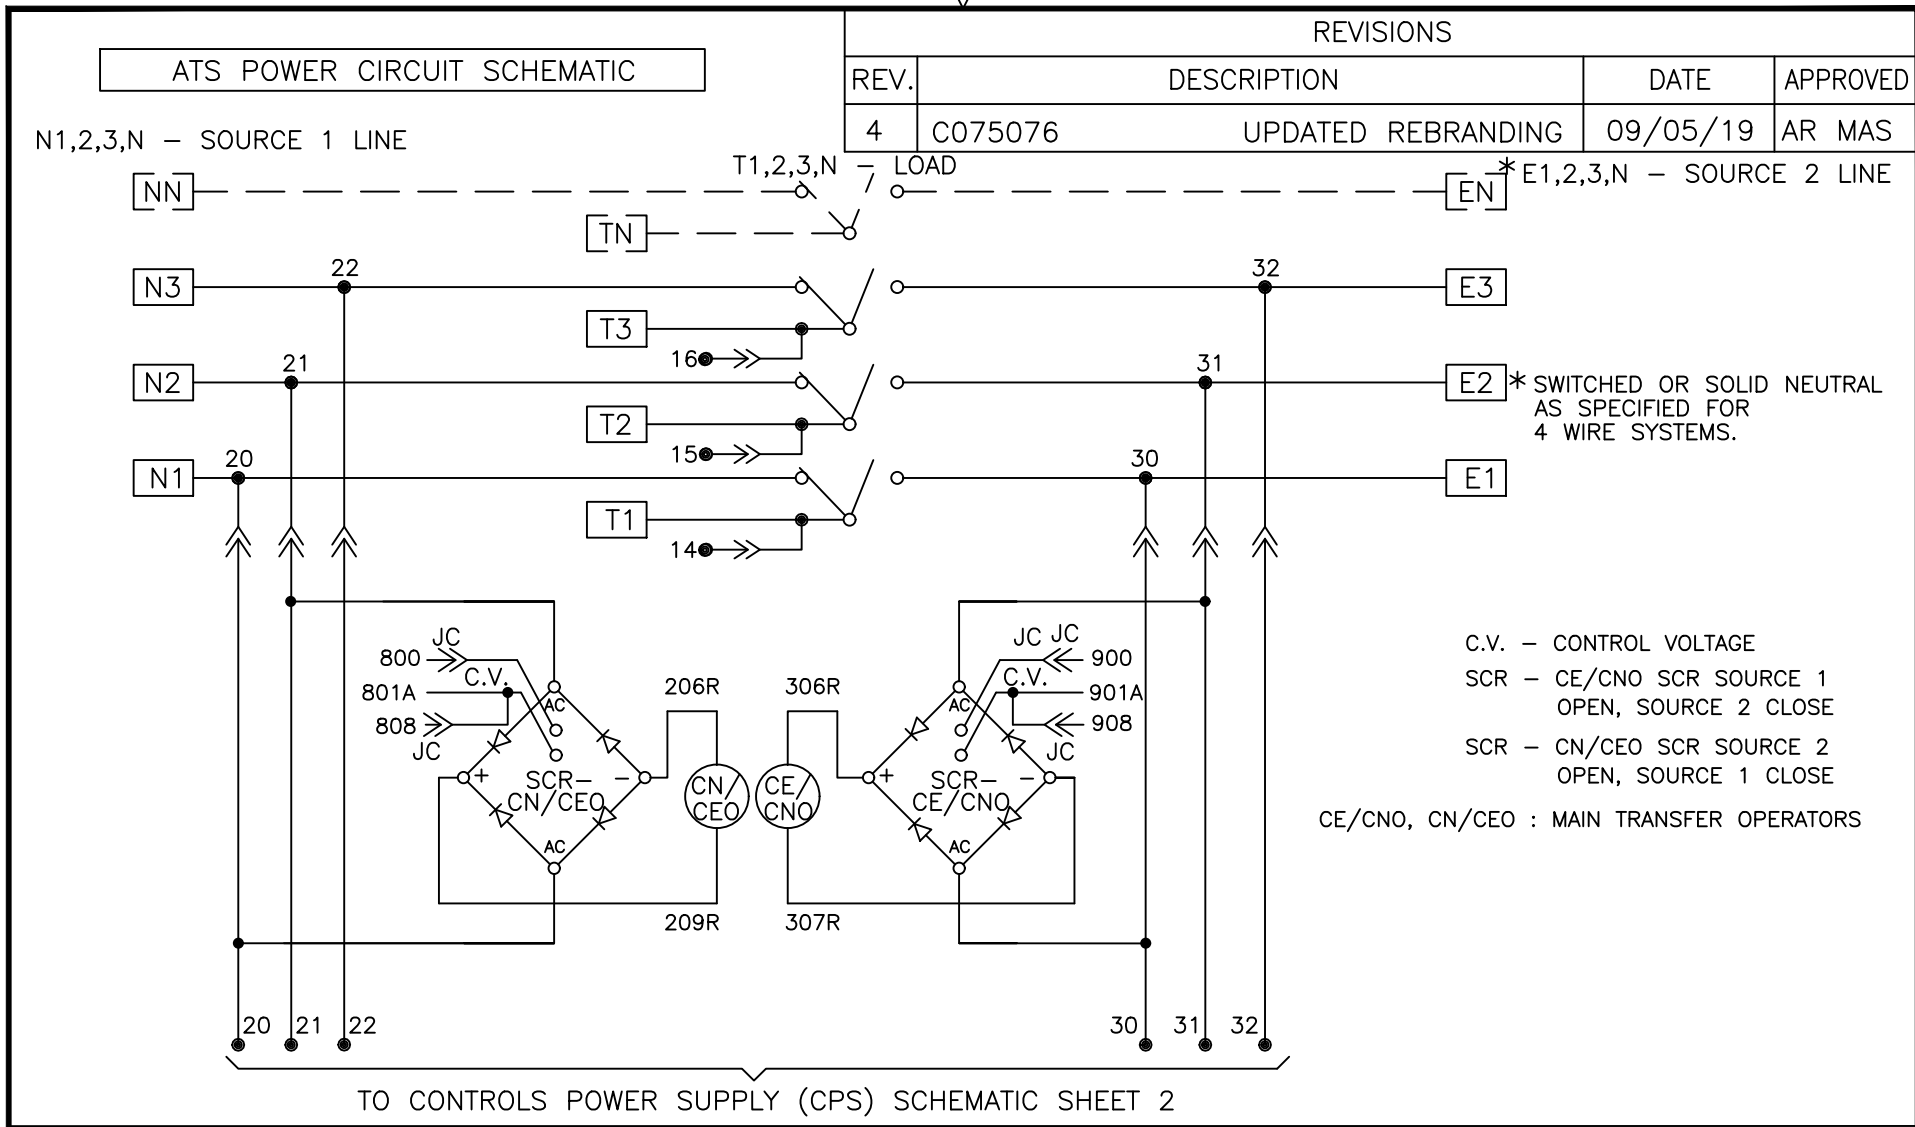 REVISIONS
ATS POWER CIRCUIT SCHEMATIC
REV. DESCRIPTION DATE APPROVED
4 C075076 UPDATED REBRANDING 09/05/19 AR MAS
N1,2,3,N – SOURCE 1 LINE
T1,2,3,N – LOAD
* E1,2,3,N – SOURCE 2 LINE
NN
EN
TN
22
32
N3
E3
T3
16
21
31
N2
E2
* SWITCHED OR SOLID NEUTRAL
AS SPECIFIED FOR
4 WIRE SYSTEMS.
T2
15
20
30
N1
E1
T1
14
JC
800
C.V.
801A
808
JC
AC
+
–
SCR–
CN/CEO
AC
206R
CN/
CEO
209R
306R
CE/
CNO
307R
JC JC
900
C.V.
901A
908
JC
AC
+
–
SCR–
CE/CNO
AC
C.V. – CONTROL VOLTAGE
SCR – CE/CNO SCR SOURCE 1
OPEN, SOURCE 2 CLOSE
SCR – CN/CEO SCR SOURCE 2
OPEN, SOURCE 1 CLOSE
CE/CNO, CN/CEO : MAIN TRANSFER OPERATORS
20 21 22
30 31 32
TO CONTROLS POWER SUPPLY (CPS) SCHEMATIC SHEET 2